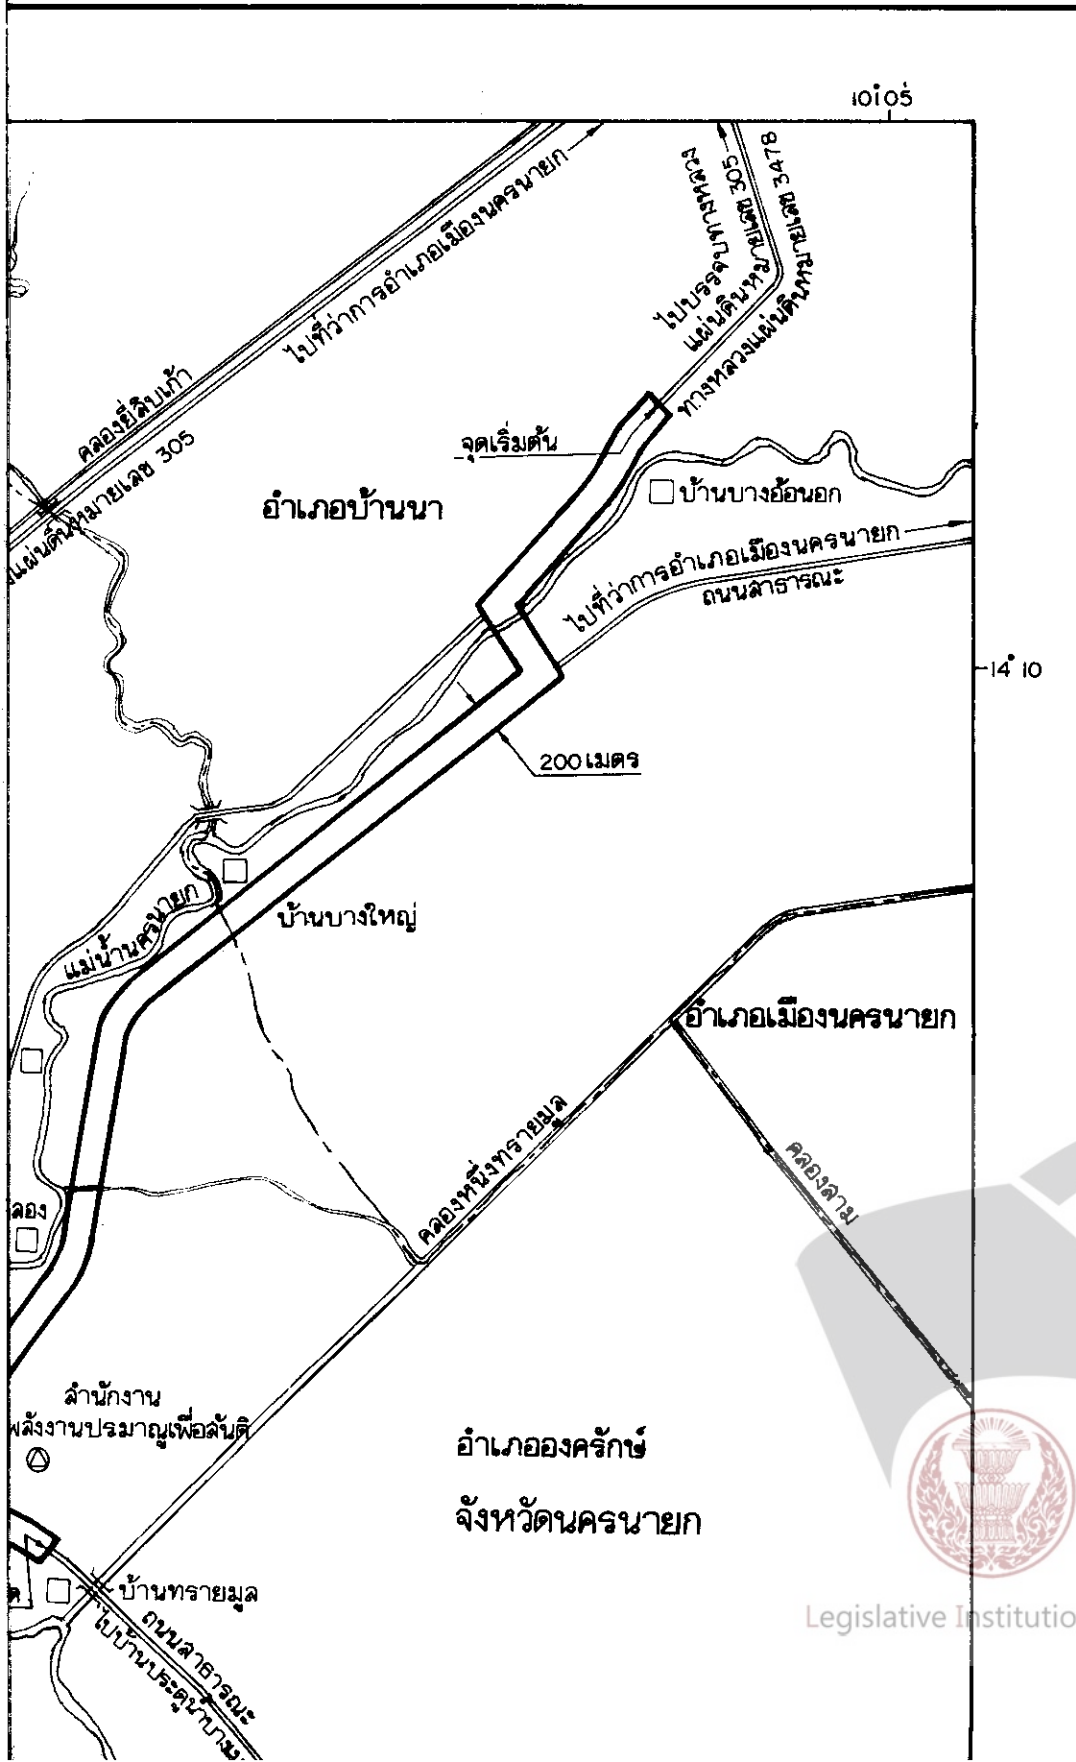 101 05
ไปที่ว่าการอำเภอเมืองนครนายก
ไปบรรจบทางหลวง
แผ่นดินหมายเลข 305
ทางหลวงแผ่นดินหมายเลข 3478
คลองยี่สิบเก้า
งแผ่นดินหมายเลข 305
จุดเริ่มต้น
อำเภอบ้านนา
บ้านบางอ้อนอก
ไปที่ว่าการอำเภอเมืองนครนายก
ถนนสาธารณะ
14° 10
200 เมตร
แม่น้ำนครนายก
บ้านบางใหญ่
อำเภอเมืองนครนายก
คลองหนึ่งทรายมูล
คลองสาม
ลอง
สำนักงาน
พลังงานปรมาณูเพื่อสันติ
อำเภอองครักษ์
จังหวัดนครนายก
บ้านทรายมูล
ถนนสาธารณะ
Legislative Institutio